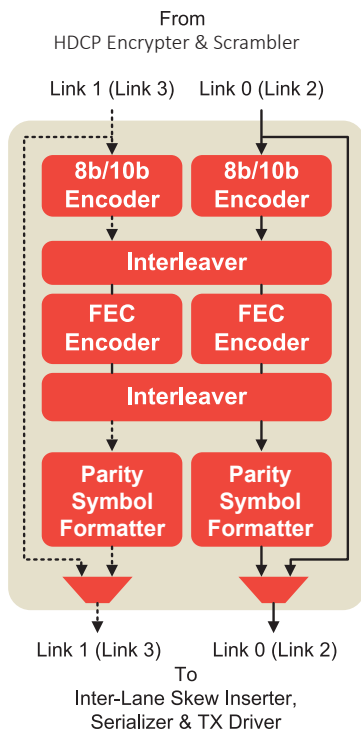 From
HDCP Encrypter & Scrambler
Link 1 (Link 3) Link 0 (Link 2)
8b/10b
Encoder
8b/10b
Encoder
Interleaver
FEC
Encoder
FEC
Encoder
Interleaver
Parity
Symbol
Formatter
Parity
Symbol
Formatter
Link 1 (Link 3) Link 0 (Link 2)
To
Inter-Lane Skew Inserter,
Serializer & TX Driver